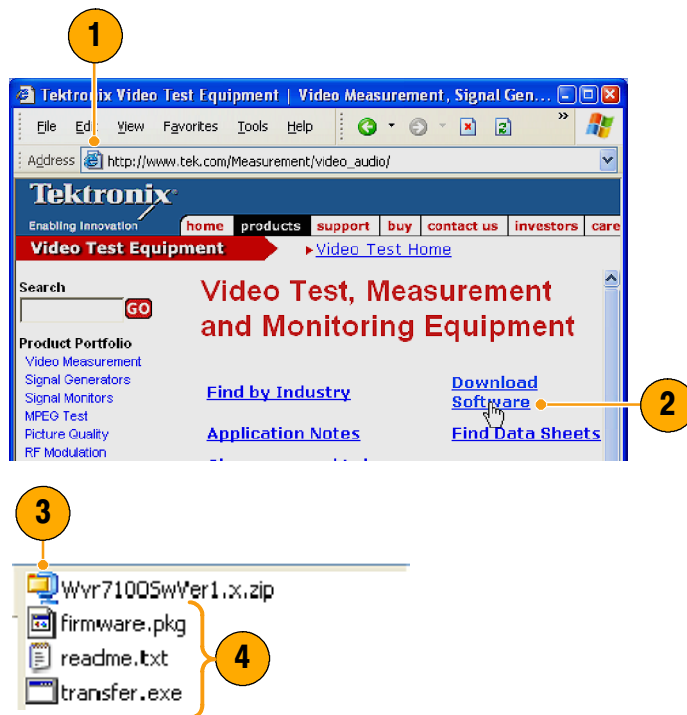 1
Tektronix Video Test Equipment | Video Measurement, Signal Gen...
File Edit View Favorites Tools Help »
Address http://www.tek.com/Measurement/video_audio/
Tektronix
Enabling Innovation
home products support buy contact us investors care
Video Test Equipment
Video Test Home
Search
GO
Product Portfolio
Video Measurement
Signal Generators
Signal Monitors
MPEG Test
Picture Quality
RF Modulation
Video Test, Measurement
and Monitoring Equipment
Find by Industry
Download
Software
2
Application Notes
Find Data Sheets
3
Wvr7100SwVer1.x.zip
firmware.pkg
readme.txt
transfer.exe
4